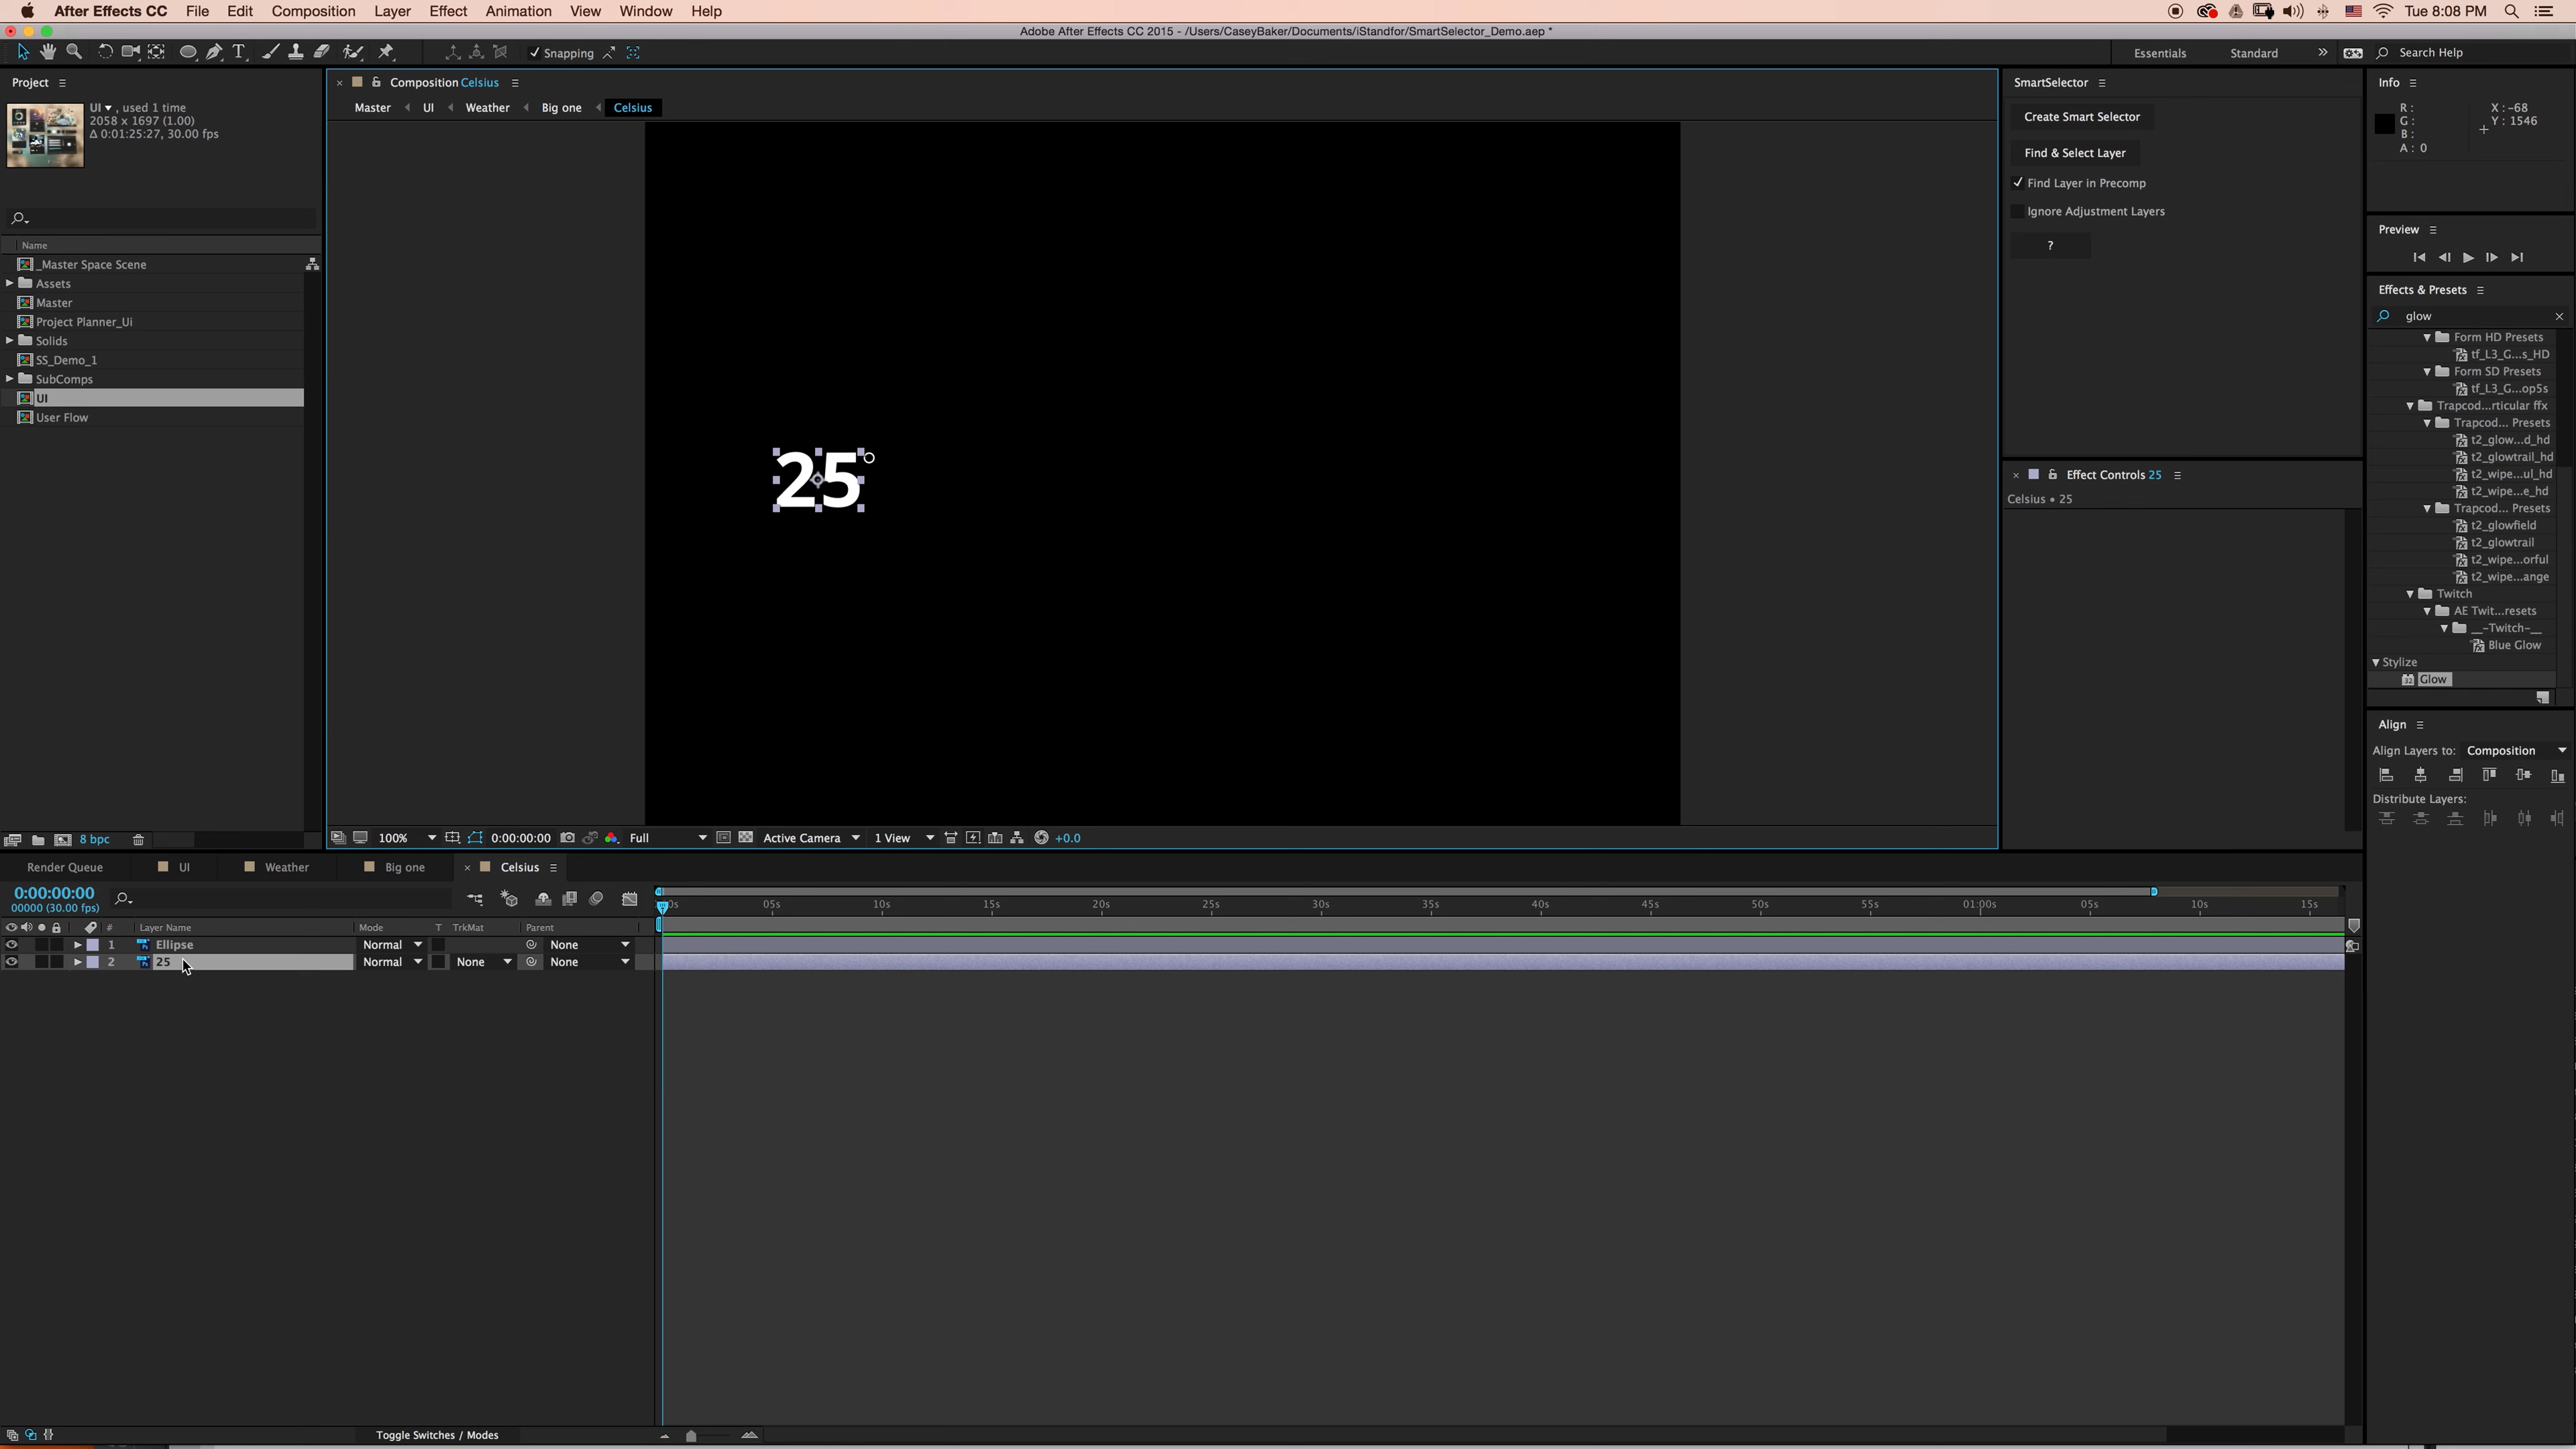 After Effects CC File Edit Composition Layer Effect Animation View Window Help Tue 8:08 PM
Adobe After Effects CC 2015 - /Users/CaseyBaker/Documents/iStandfor/SmartSelector_Demo.aep *
Snapping Essentials Standard Search Help
Project
UI , used 1 time
2058 x 1697 (1.00)
Δ 0:01:25:27, 30.00 fps
Name
_Master Space Scene
Assets
Master
Project Planner_Ui
Solids
SS_Demo_1
SubComps
UI
User Flow
8 bpc
Composition Celsius
Master UI Weather Big one Celsius
25°
100% 0:00:00:00 Full Active Camera 1 View +0.0
SmartSelector
Create Smart Selector
Find & Select Layer
Find Layer in Precomp
Ignore Adjustment Layers
?
Effect Controls 25
Celsius • 25
Info
R :
G :
B :
A : 0
X : -68
Y : 1546
Preview
Effects & Presets
glow
Form HD Presets
tf_L3_G...s_HD
Form SD Presets
tf_L3_G...op5s
Trapcod...rticular ffx
Trapcod... Presets
t2_glow...d_hd
t2_glowtrail_hd
t2_wipe...ul_hd
t2_wipe...e_hd
Trapcod... Presets
t2_glowfield
t2_glowtrail
t2_wipe...orful
t2_wipe...ange
Twitch
AE Twit...resets
__-Twitch-__
Blue Glow
Stylize
Glow
Align
Align Layers to: Composition
Distribute Layers:
Render Queue UI Weather Big one Celsius
0:00:00:00
00000 (30.00 fps)
05s 10s 15s 20s 25s 30s 35s 40s 45s 50s 55s 01:00s 05s 10s 15s
# Layer Name Mode T TrkMat Parent
1 Ellipse Normal None
2 25 Normal None None
Toggle Switches / Modes